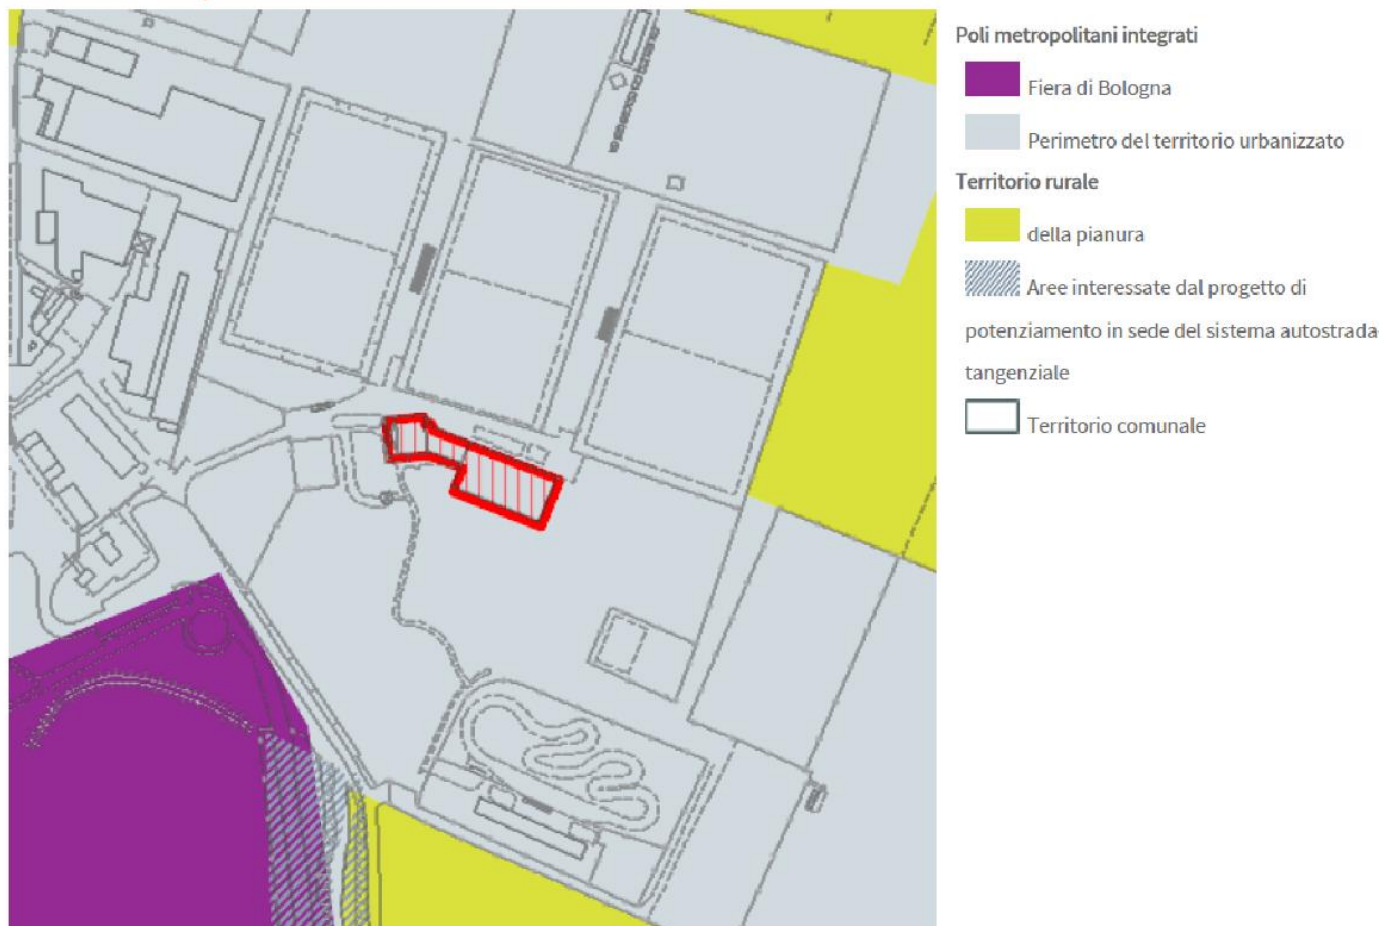 Poli metropolitani integrati
Fiera di Bologna
Perimetro del territorio urbanizzato
Territorio rurale
della pianura
Aree interessate dal progetto di
potenziamento in sede del sistema autostrada-
tangenziale
Territorio comunale